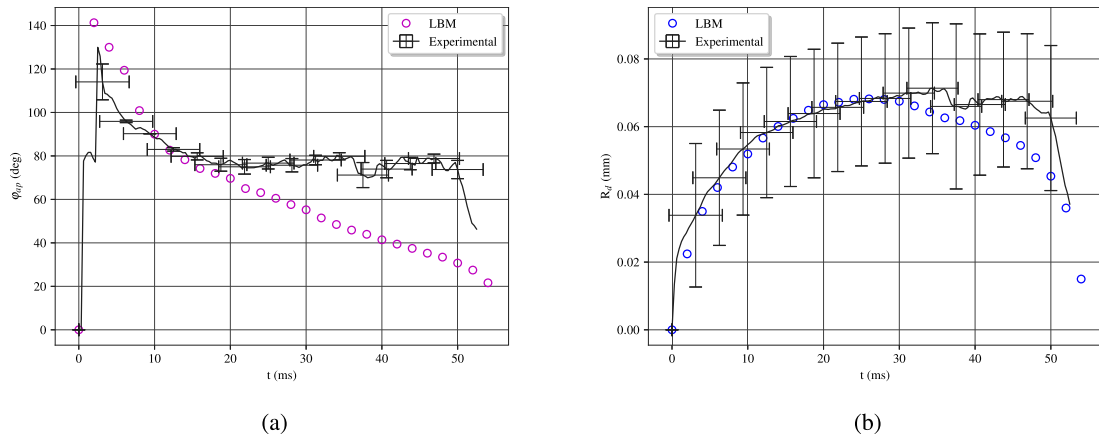 LBM
Experimental
140
120
100
80
60
40
20
0
φap (deg)
0 10 20 30 40 50
t (ms)
(a)
LBM
Experimental
0.08
0.06
0.04
0.02
0.00
Rd (mm)
0 10 20 30 40 50
t (ms)
(b)